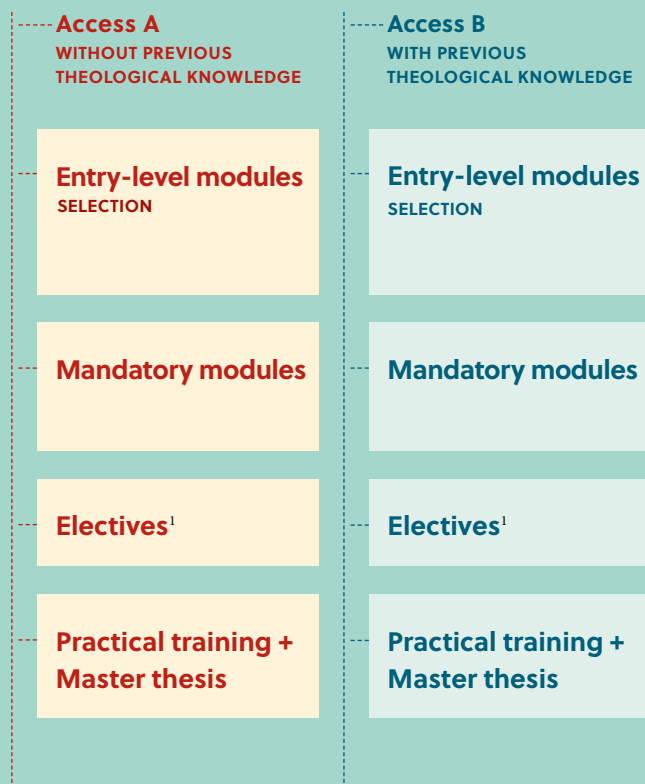 Access A
WITHOUT PREVIOUS
THEOLOGICAL KNOWLEDGE
Entry-level modules
SELECTION
Mandatory modules
Electives¹
Practical training +
Master thesis
Access B
WITH PREVIOUS
THEOLOGICAL KNOWLEDGE
Entry-level modules
SELECTION
Mandatory modules
Electives¹
Practical training +
Master thesis